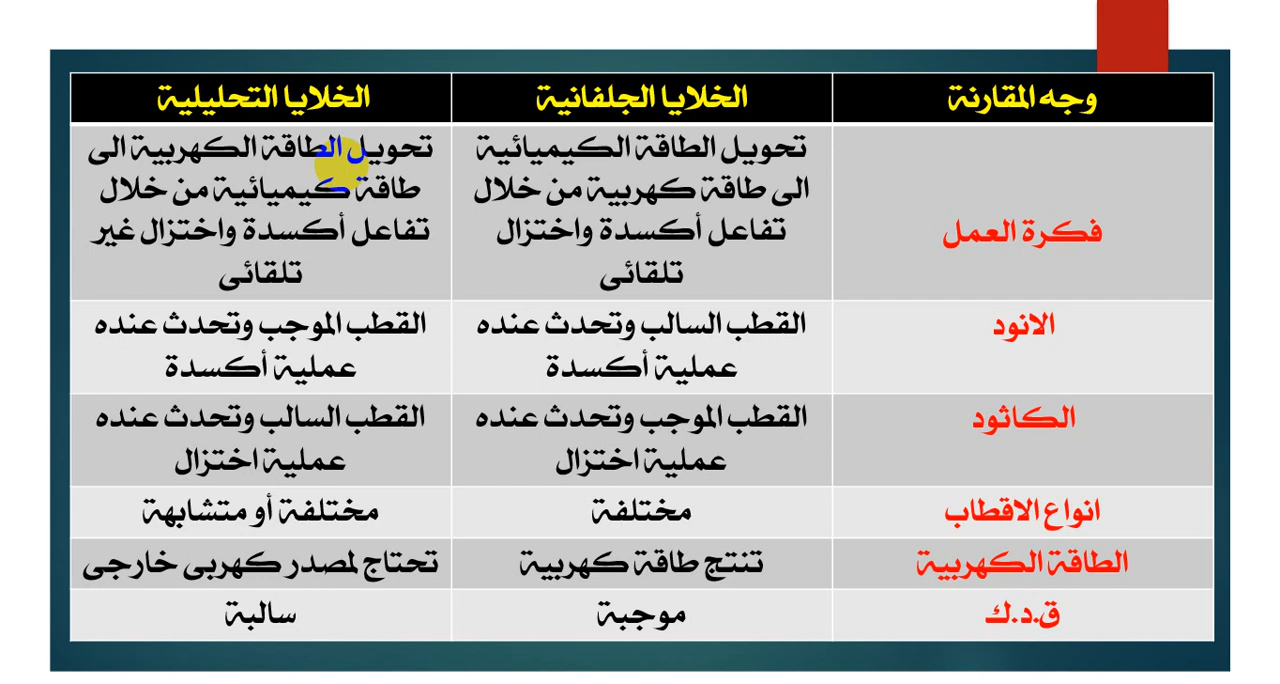 وجه المقارنة
الخلايا الجلفانية
الخلايا التحليلية
فكرة العمل
تحويل الطاقة الكيميائية
الى طاقة كهربية من خلال
تفاعل أكسدة واختزال
تلقائى
تحويل الطاقة الكهربية الى
طاقة كيميائية من خلال
تفاعل أكسدة واختزال غير
تلقائى
الانود
القطب السالب وتحدث عنده
عملية أكسدة
القطب الموجب وتحدث عنده
عملية أكسدة
الكاثود
القطب الموجب وتحدث عنده
عملية اختزال
القطب السالب وتحدث عنده
عملية اختزال
انواع الاقطاب
مختلفة
مختلفة أو متشابهة
الطاقة الكهربية
تنتج طاقة كهربية
تحتاج لمصدر كهربى خارجى
ق.د.ك
موجبة
سالبة